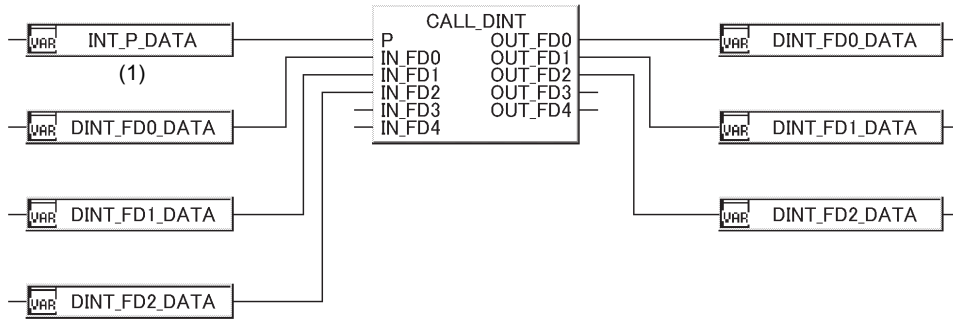 VAR INT_P_DATA
(1)
VAR DINT_FD0_DATA
VAR DINT_FD1_DATA
VAR DINT_FD2_DATA
CALL_DINT
P OUT_FD0
IN_FD0 OUT_FD1
IN_FD1 OUT_FD2
IN_FD2 OUT_FD3
IN_FD3 OUT_FD4
IN_FD4
VAR DINT_FD0_DATA
VAR DINT_FD1_DATA
VAR DINT_FD2_DATA